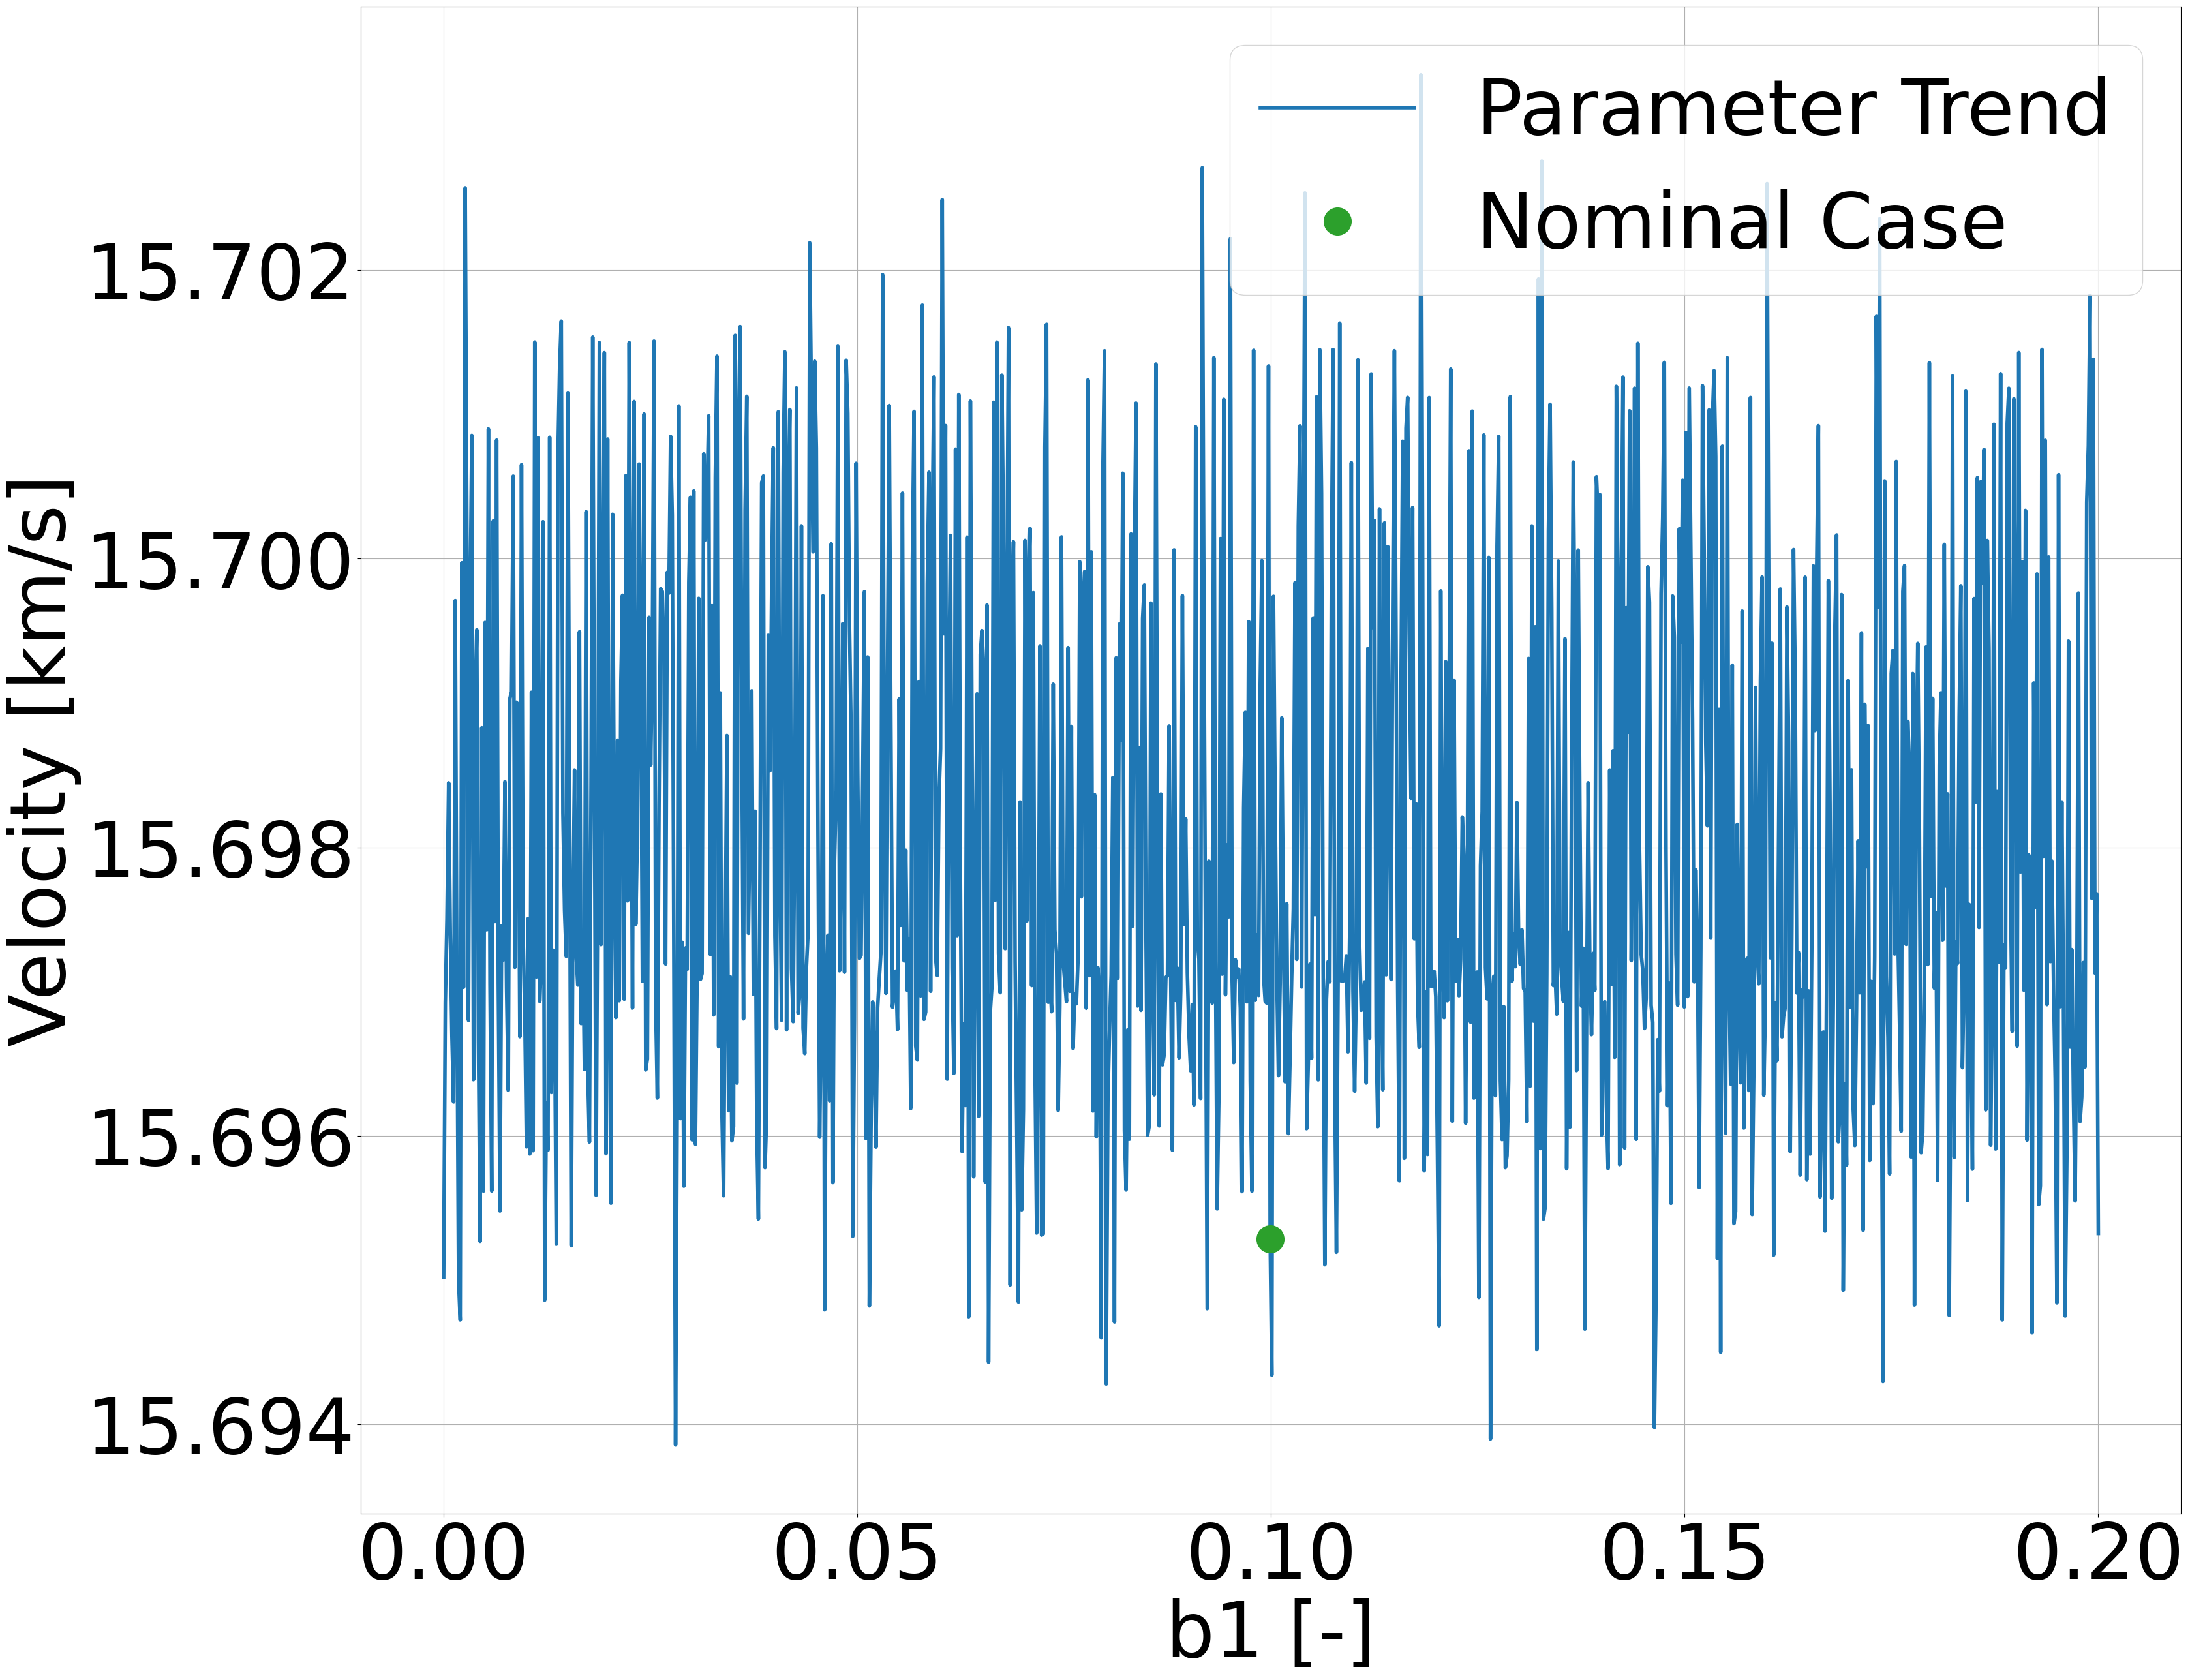 Parameter Trend
Nominal Case
Velocity [km/s]
15.702
15.700
15.698
15.696
15.694
0.00 0.05 0.10 0.15 0.20
b1 [-]